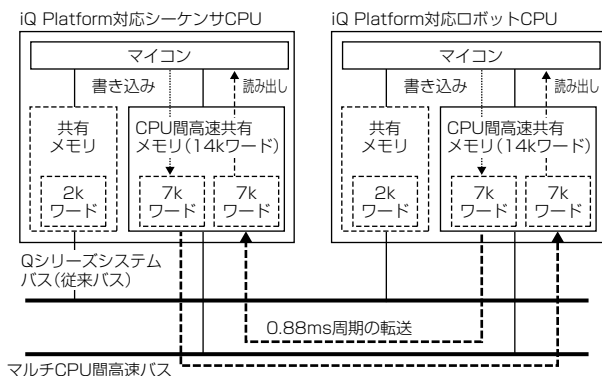 iQ Platform対応シーケンサCPU
マイコン
書き込み
読み出し
共有
メモリ
CPU間高速共有
メモリ(14kワード)
2k
ワード
7k
ワード
7k
ワード
iQ Platform対応ロボットCPU
マイコン
書き込み
読み出し
共有
メモリ
CPU間高速共有
メモリ(14kワード)
2k
ワード
7k
ワード
7k
ワード
Qシリーズシステム
バス(従来バス)
0.88ms周期の転送
マルチCPU間高速バス